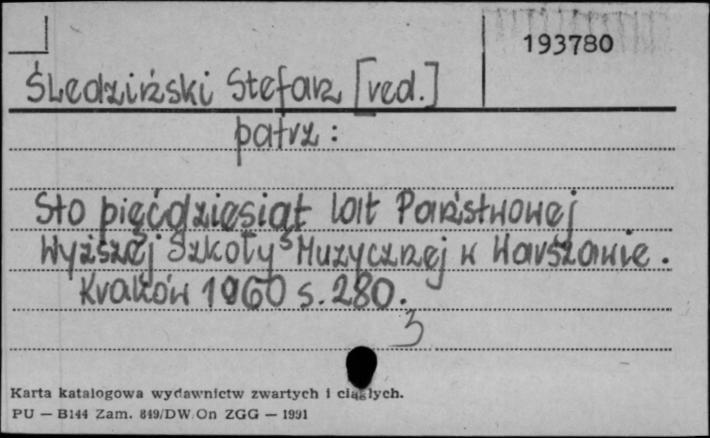 193780
Śledziński Stefan [red.]
patrz:
Sto pięćdziesiąt lat Państwowej
Wyższej Szkoły Muzycznej w Warszawie.
Kraków 1960 s. 280.
3
Karta katalogowa wydawnictw zwartych i ciągłych.
PU — B144 Zam. 849/DW/On ZGG — 1991